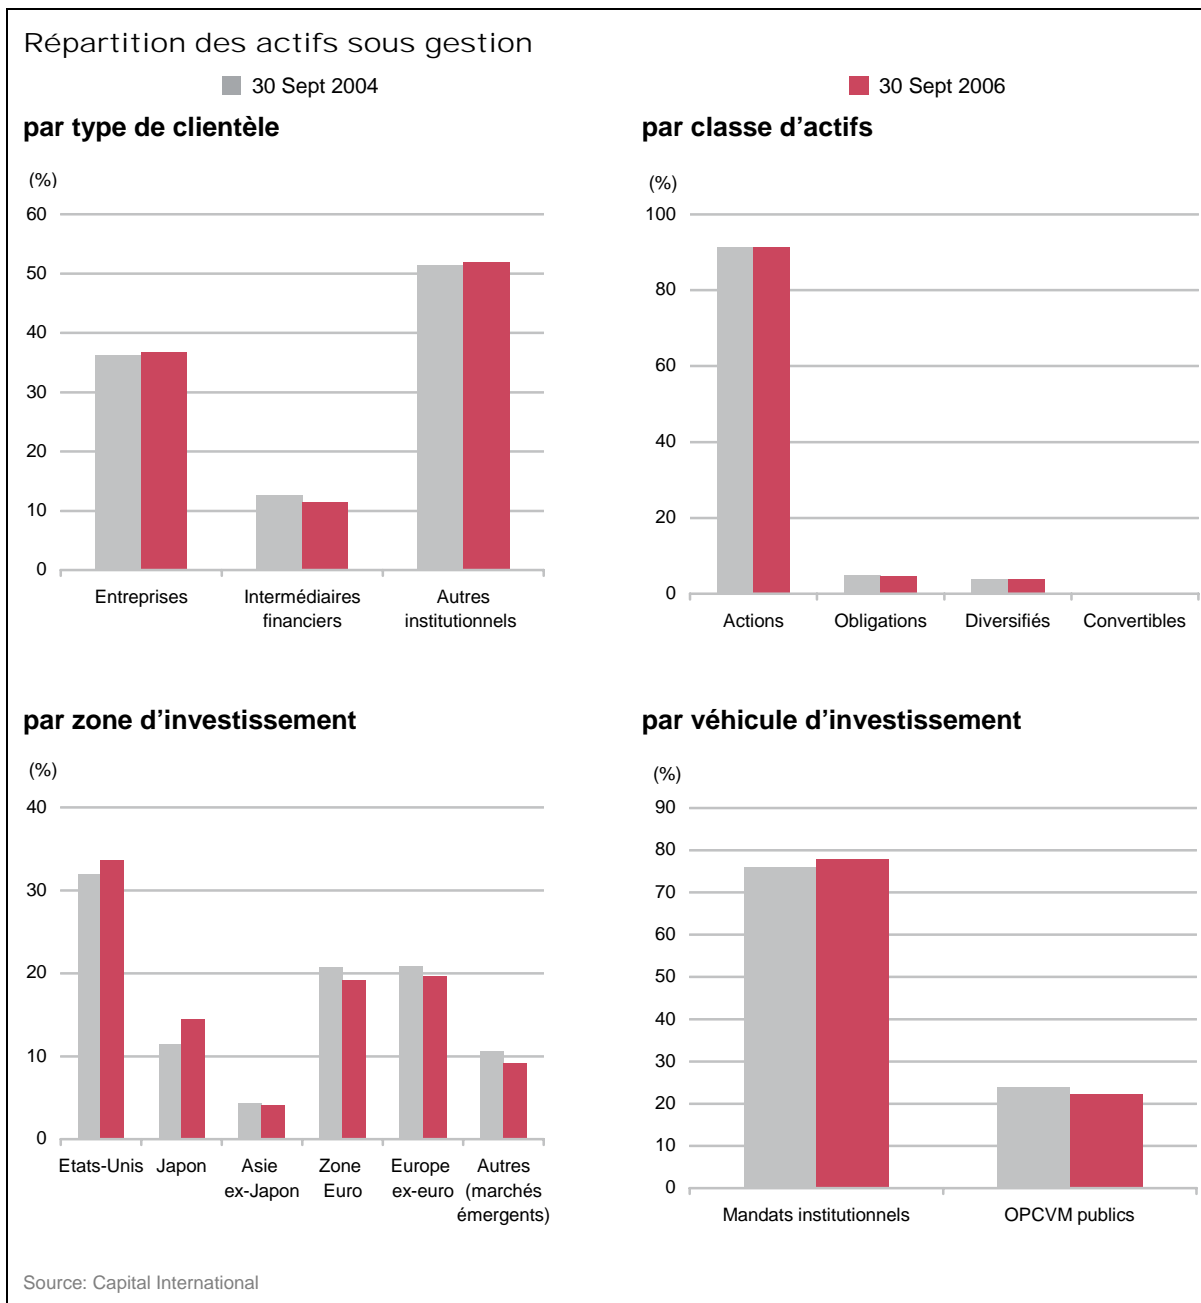 Répartition des actifs sous gestion
30 Sept 2004
30 Sept 2006
par type de clientèle
(%)
60
50
40
30
20
10
0
Entreprises
Intermédiaires
financiers
Autres
institutionnels
par classe d’actifs
(%)
100
80
60
40
20
0
Actions
Obligations
Diversifiés
Convertibles
par zone d’investissement
(%)
40
30
20
10
0
Etats-Unis
Japon
Asie
ex-Japon
Zone
Euro
Europe
ex-euro
Autres
(marchés
émergents)
par véhicule d’investissement
(%)
90
80
70
60
50
40
30
20
10
0
Mandats institutionnels
OPCVM publics
Source: Capital International